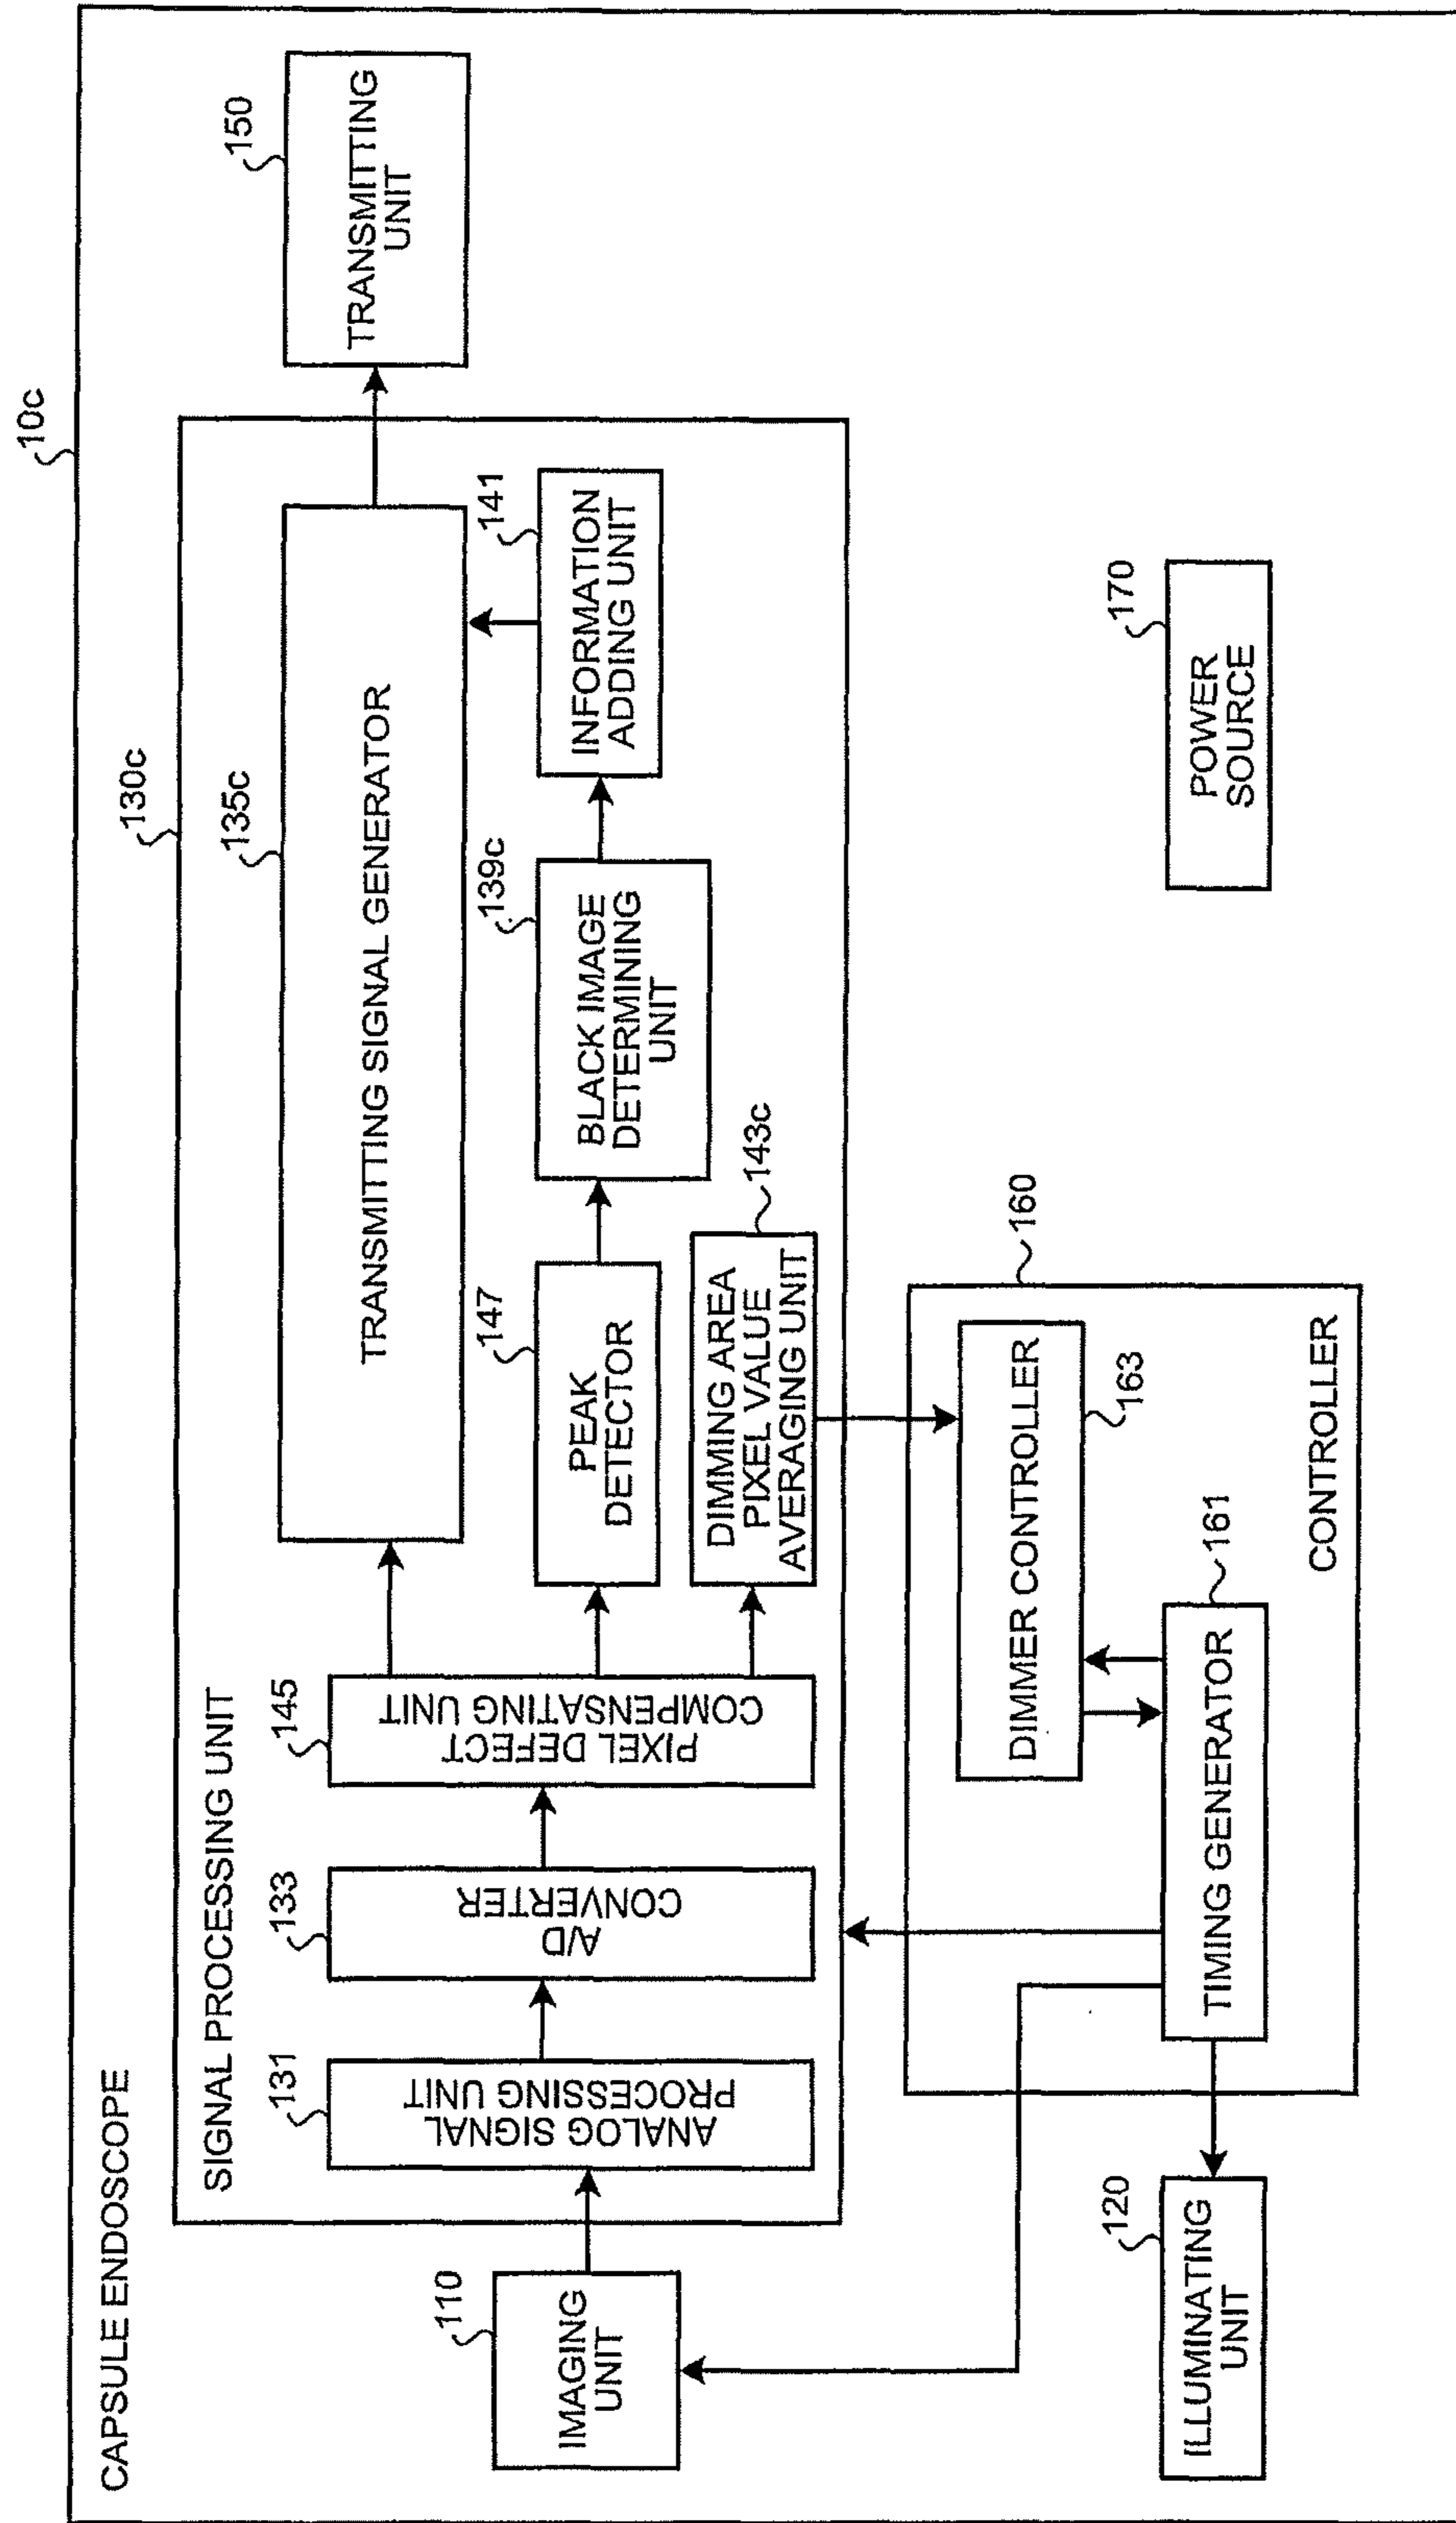 10c
CAPSULE ENDOSCOPE
130c
SIGNAL PROCESSING UNIT
110
IMAGING
UNIT
131
ANALOG SIGNAL
PROCESSING UNIT
133
A/D
CONVERTER
145
PIXEL DEFECT
COMPENSATING UNIT
135c
TRANSMITTING SIGNAL GENERATOR
147
PEAK
DETECTOR
139c
BLACK IMAGE
DETERMINING
UNIT
141
INFORMATION
ADDING UNIT
143c
DIMMING AREA
PIXEL VALUE
AVERAGING UNIT
150
TRANSMITTING
UNIT
160
DIMMER CONTROLLER
163
161
TIMING GENERATOR
CONTROLLER
120
ILLUMINATING
UNIT
170
POWER
SOURCE